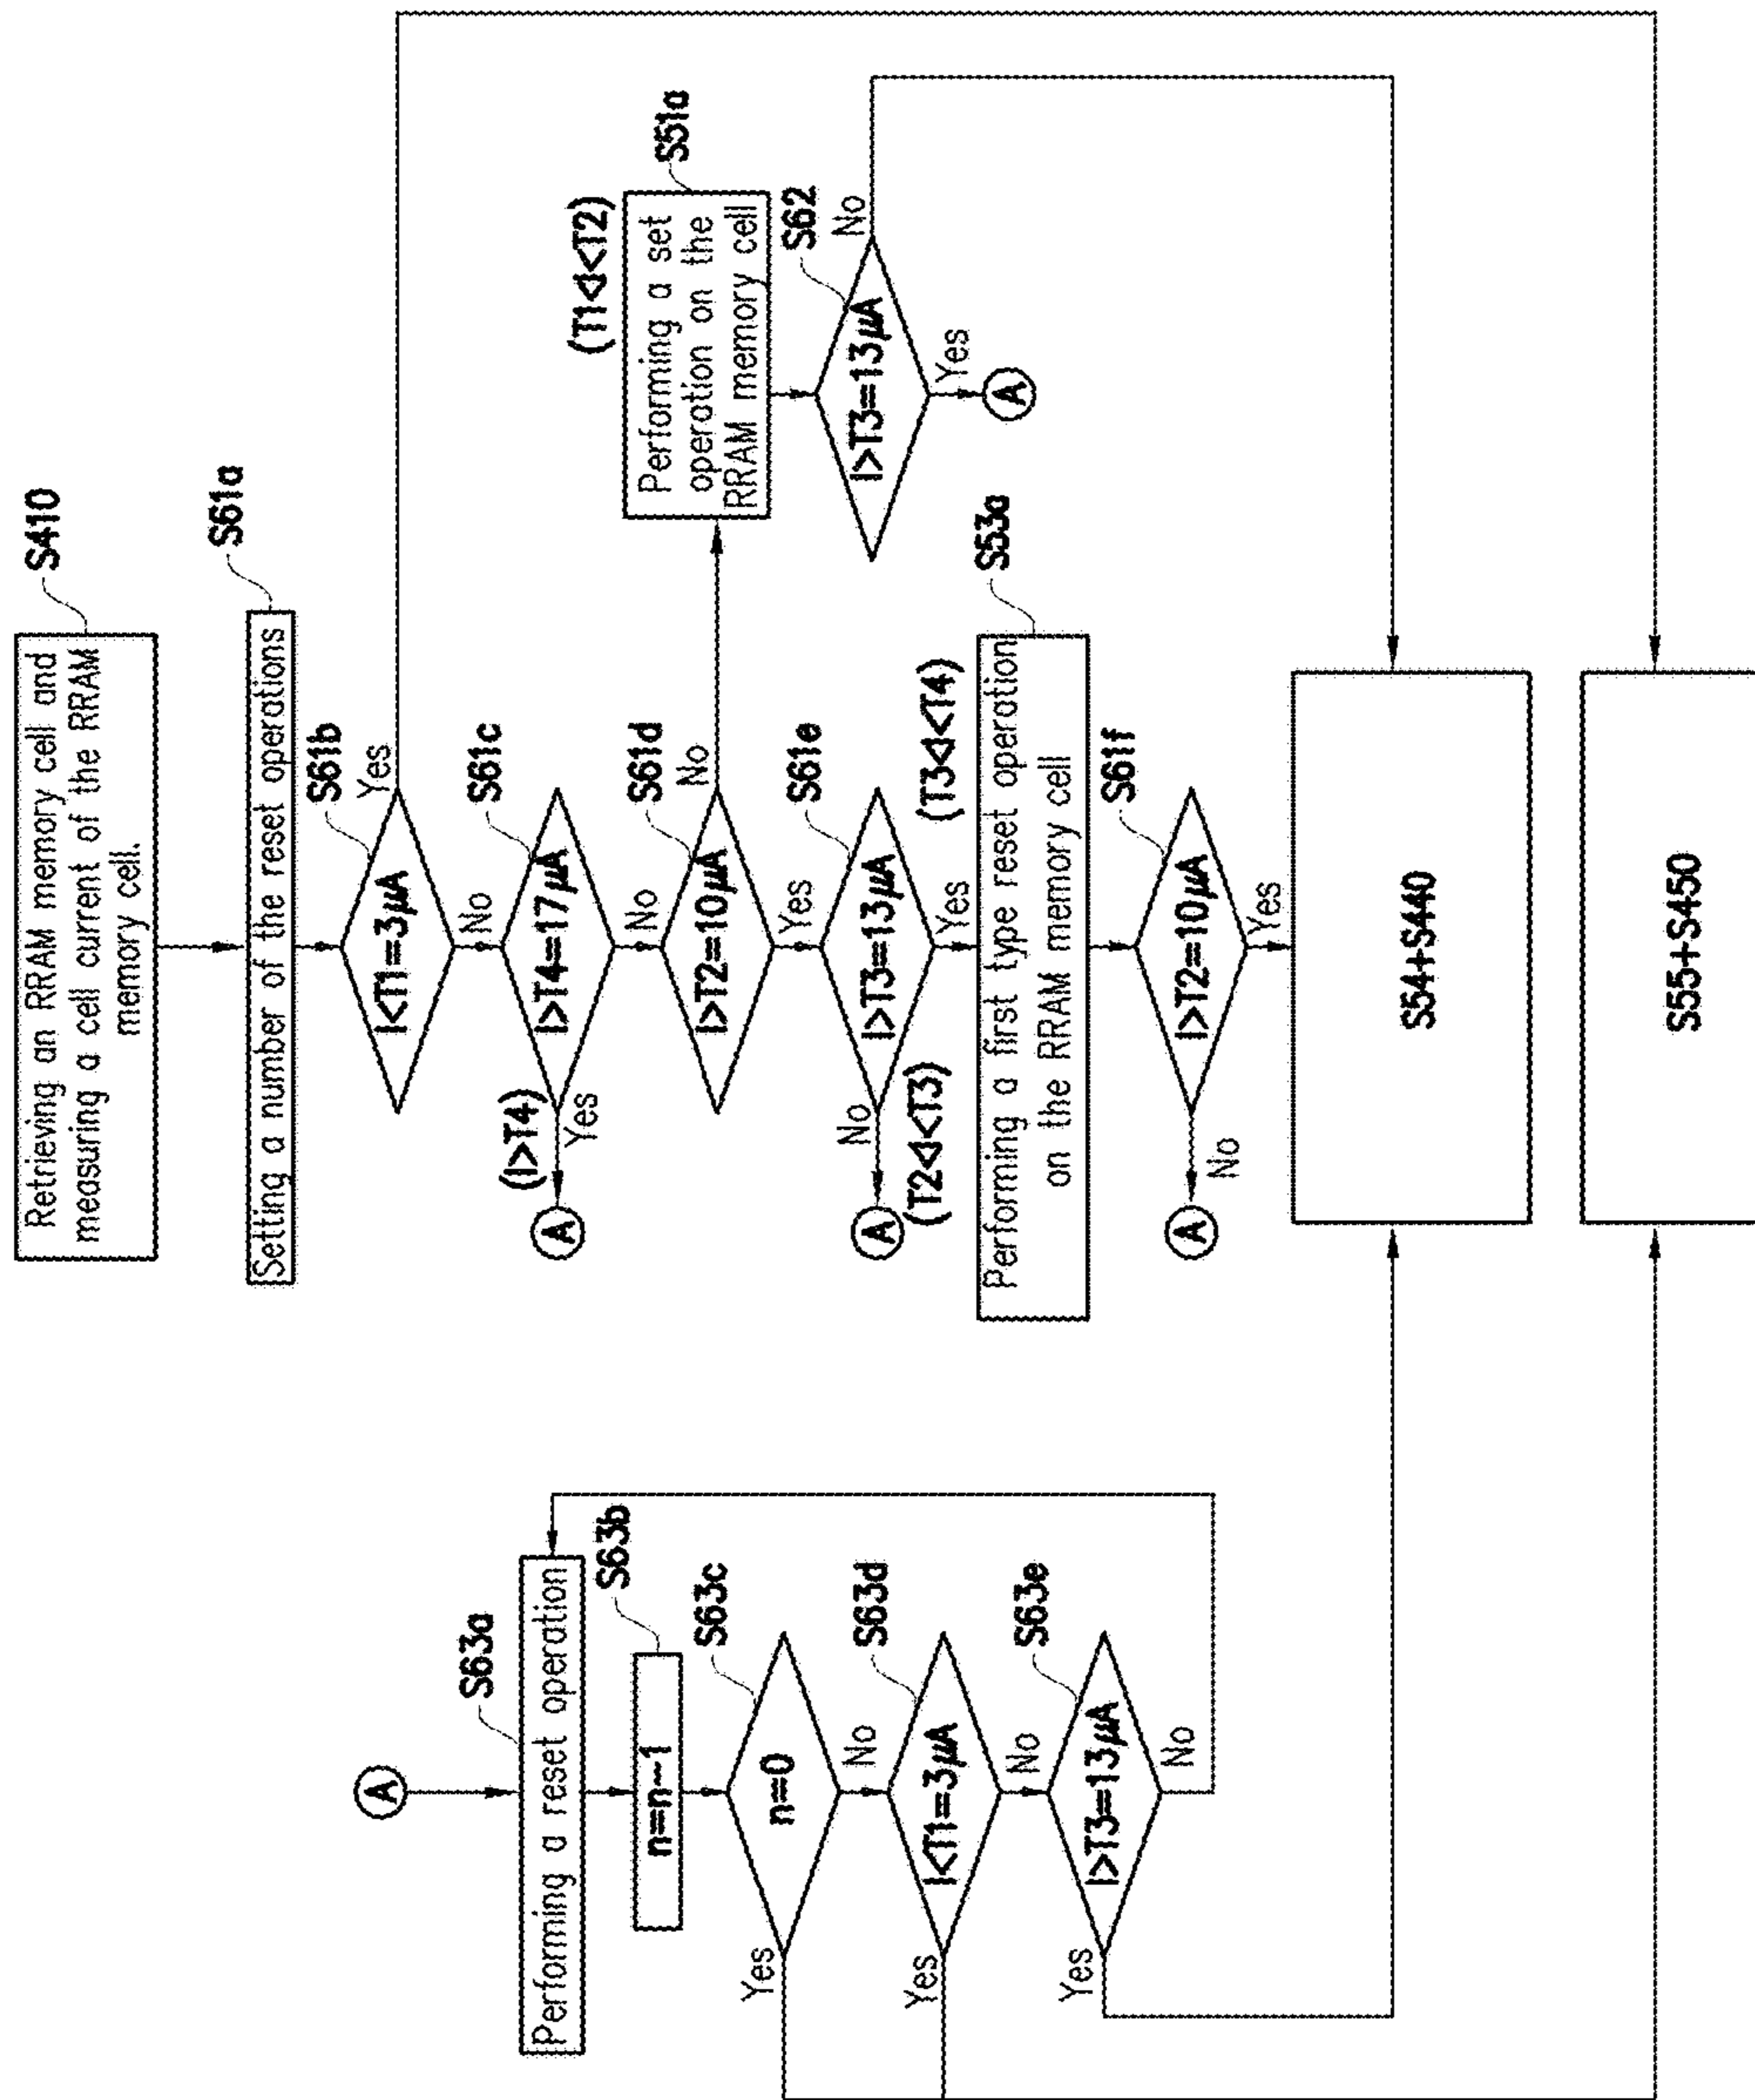 Retrieving an RRAM memory cell and
measuring a cell current of the RRAM
memory cell.
S410
Setting a number of the reset operations
S61a
I<T1=3μA
S61b
Yes
No
I>T4=17μA
S61c
(I>T4)
Yes
A
No
I>T2=10μA
S61d
No
Yes
(T1<I<T2)
Performing a set
operation on the
RRAM memory cell
S51a
I>T3=13μA
S62
No
Yes
A
I>T3=13μA
S61e
No
A
(T2<I<T3)
Yes
(T3<I<T4)
Performing a first type reset operation
on the RRAM memory cell
S53a
I>T2=10μA
S61f
No
A
Yes
S54+S440
S55+S450
A
Performing a reset operation
S63a
n=n-1
S63b
n=0
S63c
Yes
No
I<T1=3μA
S63d
Yes
No
I>T3=13μA
S63e
Yes
No